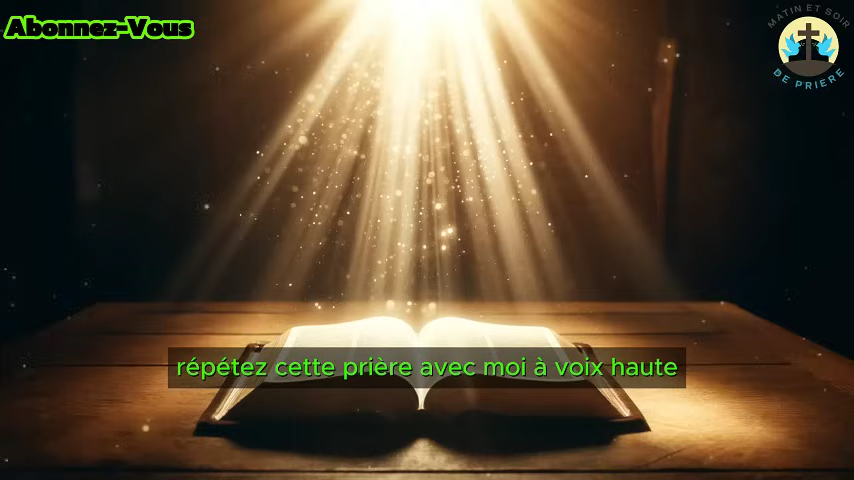 Abonnez-Vous
MATIN ET SOIR
DE PRIERE
répétez cette prière avec moi à voix haute